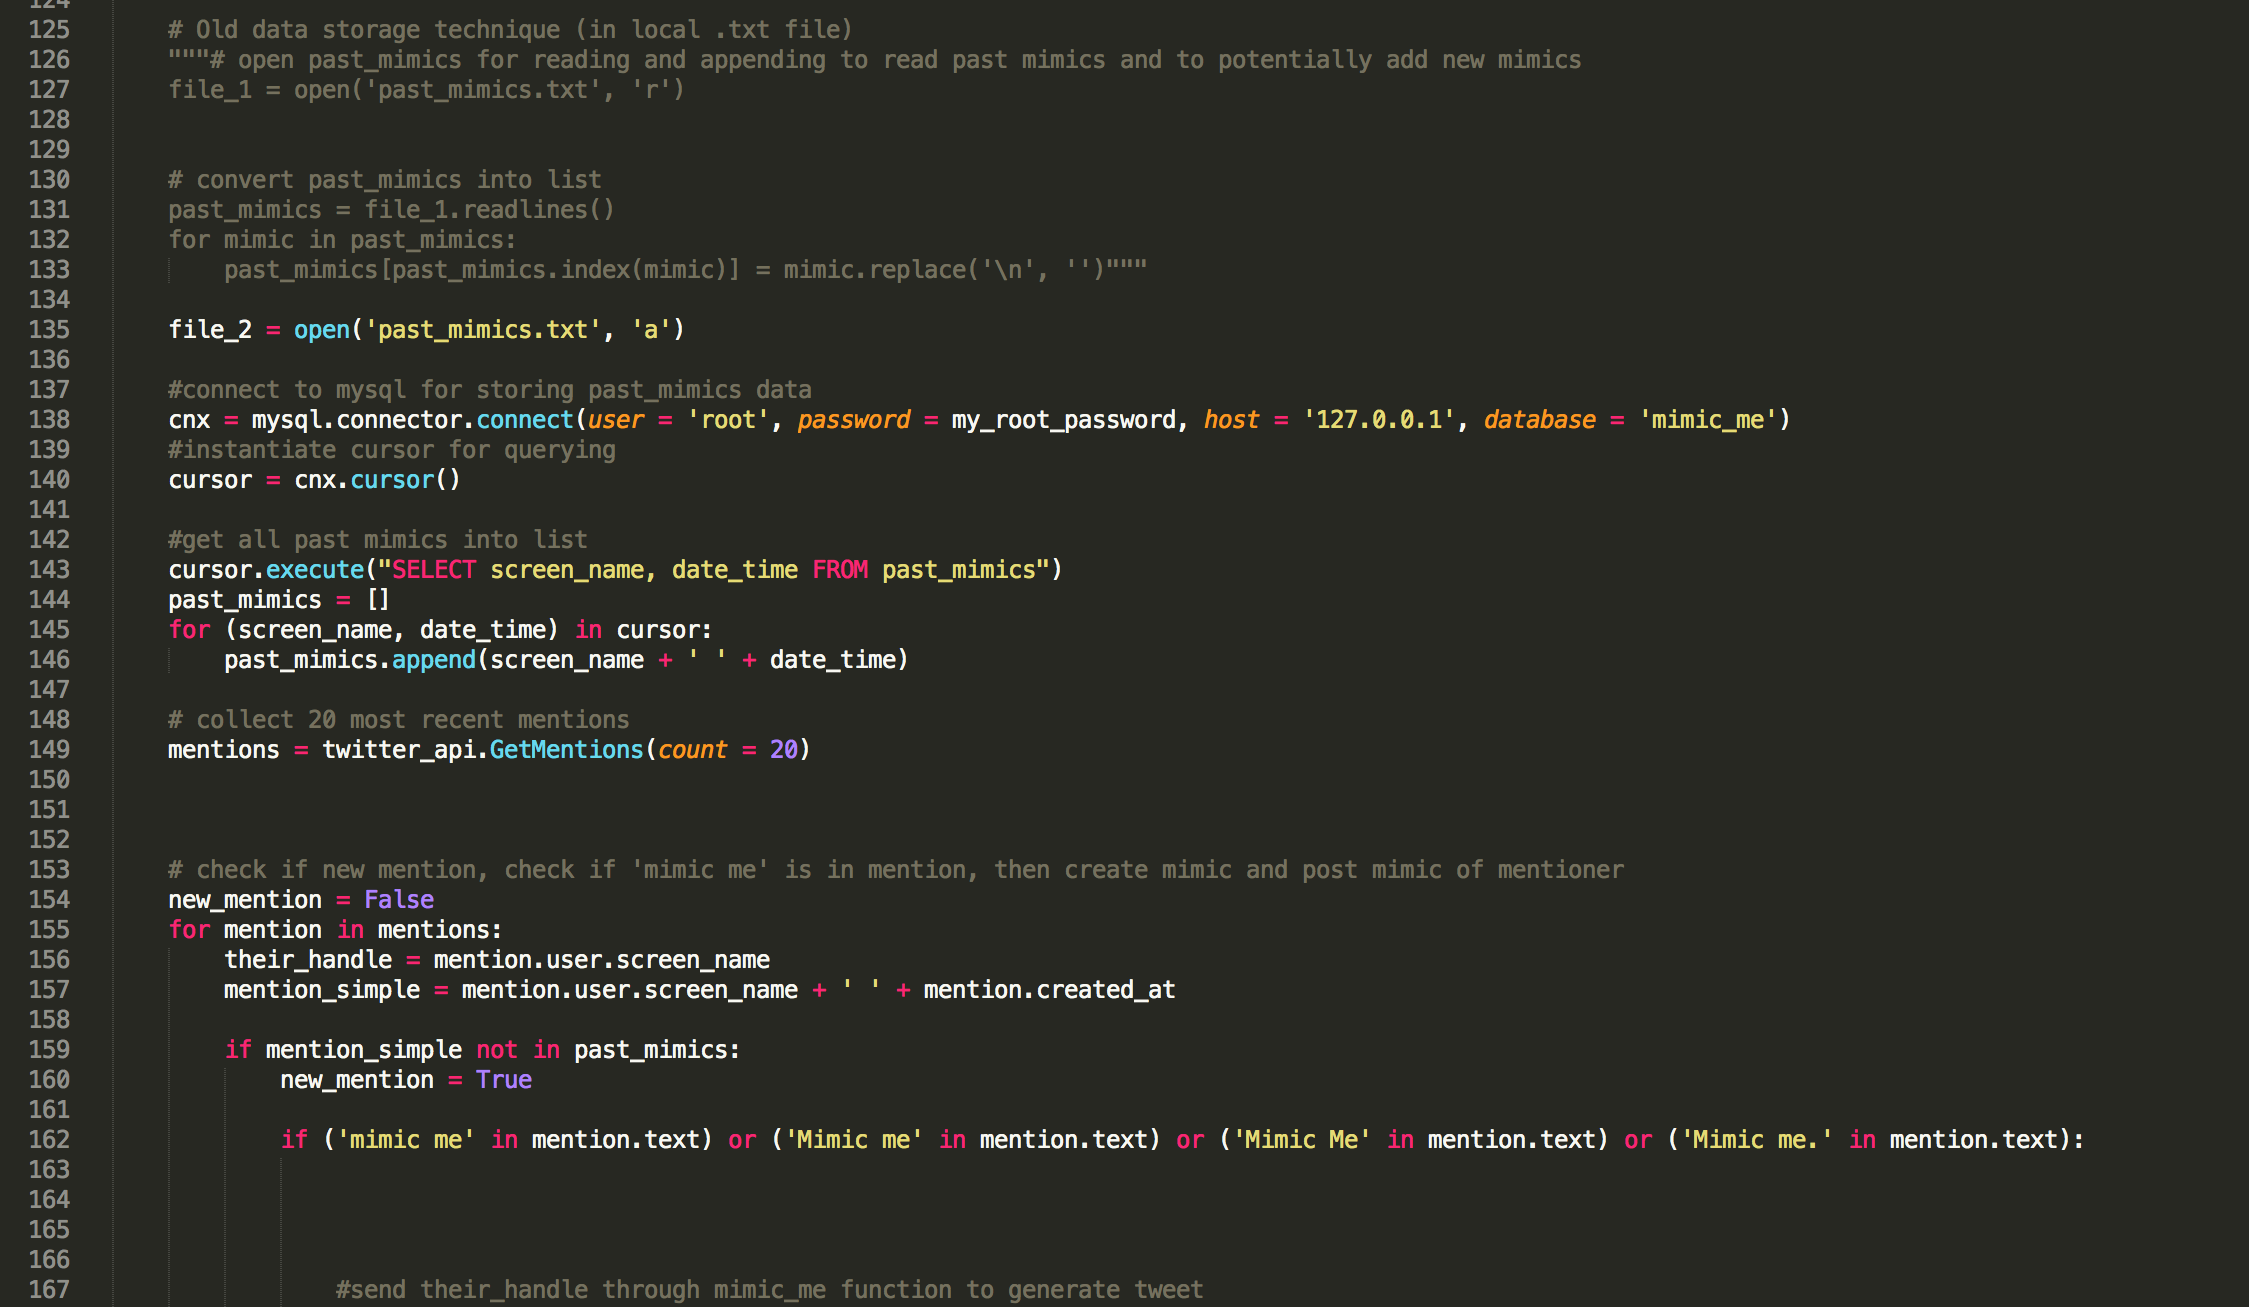 124
125 # Old data storage technique (in local .txt file)
126 """# open past_mimics for reading and appending to read past mimics and to potentially add new mimics
127 file_1 = open('past_mimics.txt', 'r')
128
129
130 # convert past_mimics into list
131 past_mimics = file_1.readlines()
132 for mimic in past_mimics:
133     past_mimics[past_mimics.index(mimic)] = mimic.replace('\n', '')"""
134
135 file_2 = open('past_mimics.txt', 'a')
136
137 #connect to mysql for storing past_mimics data
138 cnx = mysql.connector.connect(user = 'root', password = my_root_password, host = '127.0.0.1', database = 'mimic_me')
139 #instantiate cursor for querying
140 cursor = cnx.cursor()
141
142 #get all past mimics into list
143 cursor.execute("SELECT screen_name, date_time FROM past_mimics")
144 past_mimics = []
145 for (screen_name, date_time) in cursor:
146     past_mimics.append(screen_name + ' ' + date_time)
147
148 # collect 20 most recent mentions
149 mentions = twitter_api.GetMentions(count = 20)
150
151
152
153 # check if new mention, check if 'mimic me' is in mention, then create mimic and post mimic of mentioner
154 new_mention = False
155 for mention in mentions:
156     their_handle = mention.user.screen_name
157     mention_simple = mention.user.screen_name + ' ' + mention.created_at
158
159     if mention_simple not in past_mimics:
160         new_mention = True
161
162         if ('mimic me' in mention.text) or ('Mimic me' in mention.text) or ('Mimic Me' in mention.text) or ('Mimic me.' in mention.text):
163
164
165
166
167             #send their_handle through mimic_me function to generate tweet